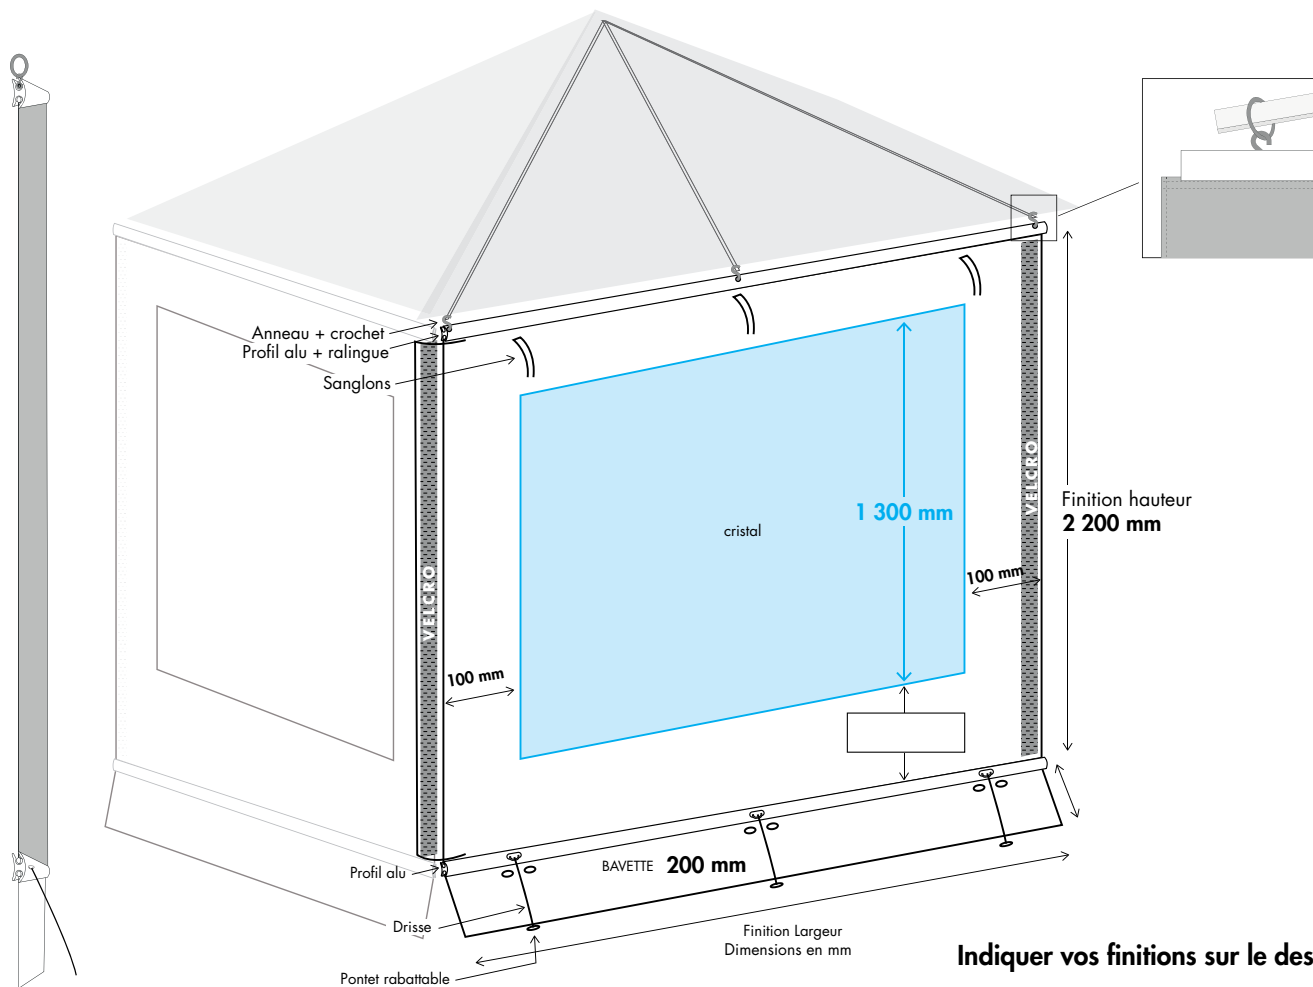 Anneau + crochet
Profil alu + ralingue
Sanglons
VELCRO
VELCRO
1 300 mm
cristal
Finition hauteur
2 200 mm
100 mm
100 mm
Profil alu
BAVETTE 200 mm
Drisse
Finition Largeur
Dimensions en mm
Pontet rabattable
Indiquer vos finitions sur le des